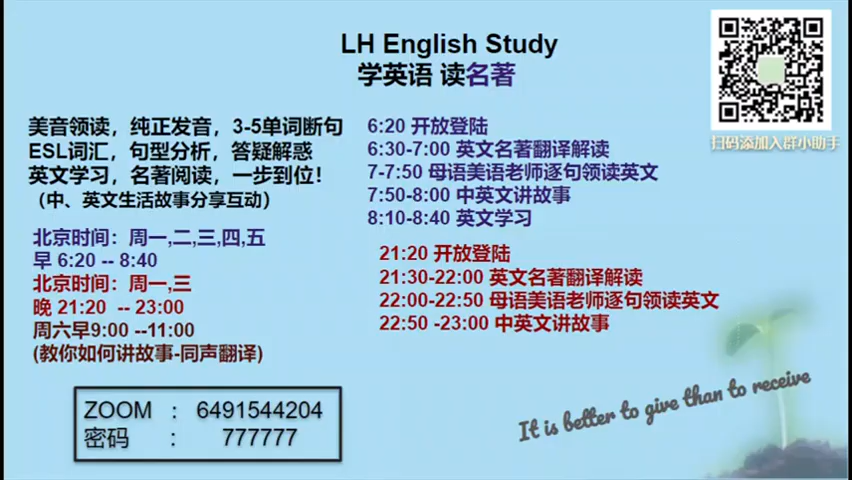 LH English Study
学英语 读名著
扫码添加入群小助手
美音领读，纯正发音，3-5单词断句
ESL词汇，句型分析，答疑解惑
英文学习，名著阅读，一步到位！
（中、英文生活故事分享互动）
北京时间：周一,二,三,四,五
早 6:20 -- 8:40
北京时间：周一,三
晚 21:20 -- 23:00
周六早9:00 --11:00
(教你如何讲故事-同声翻译)
6:20 开放登陆
6:30-7:00 英文名著翻译解读
7-7:50 母语美语老师逐句领读英文
7:50-8:00 中英文讲故事
8:10-8:40 英文学习
21:20 开放登陆
21:30-22:00 英文名著翻译解读
22:00-22:50 母语美语老师逐句领读英文
22:50 -23:00 中英文讲故事
ZOOM ： 6491544204
密码 ： 777777
It is better to give than to receive